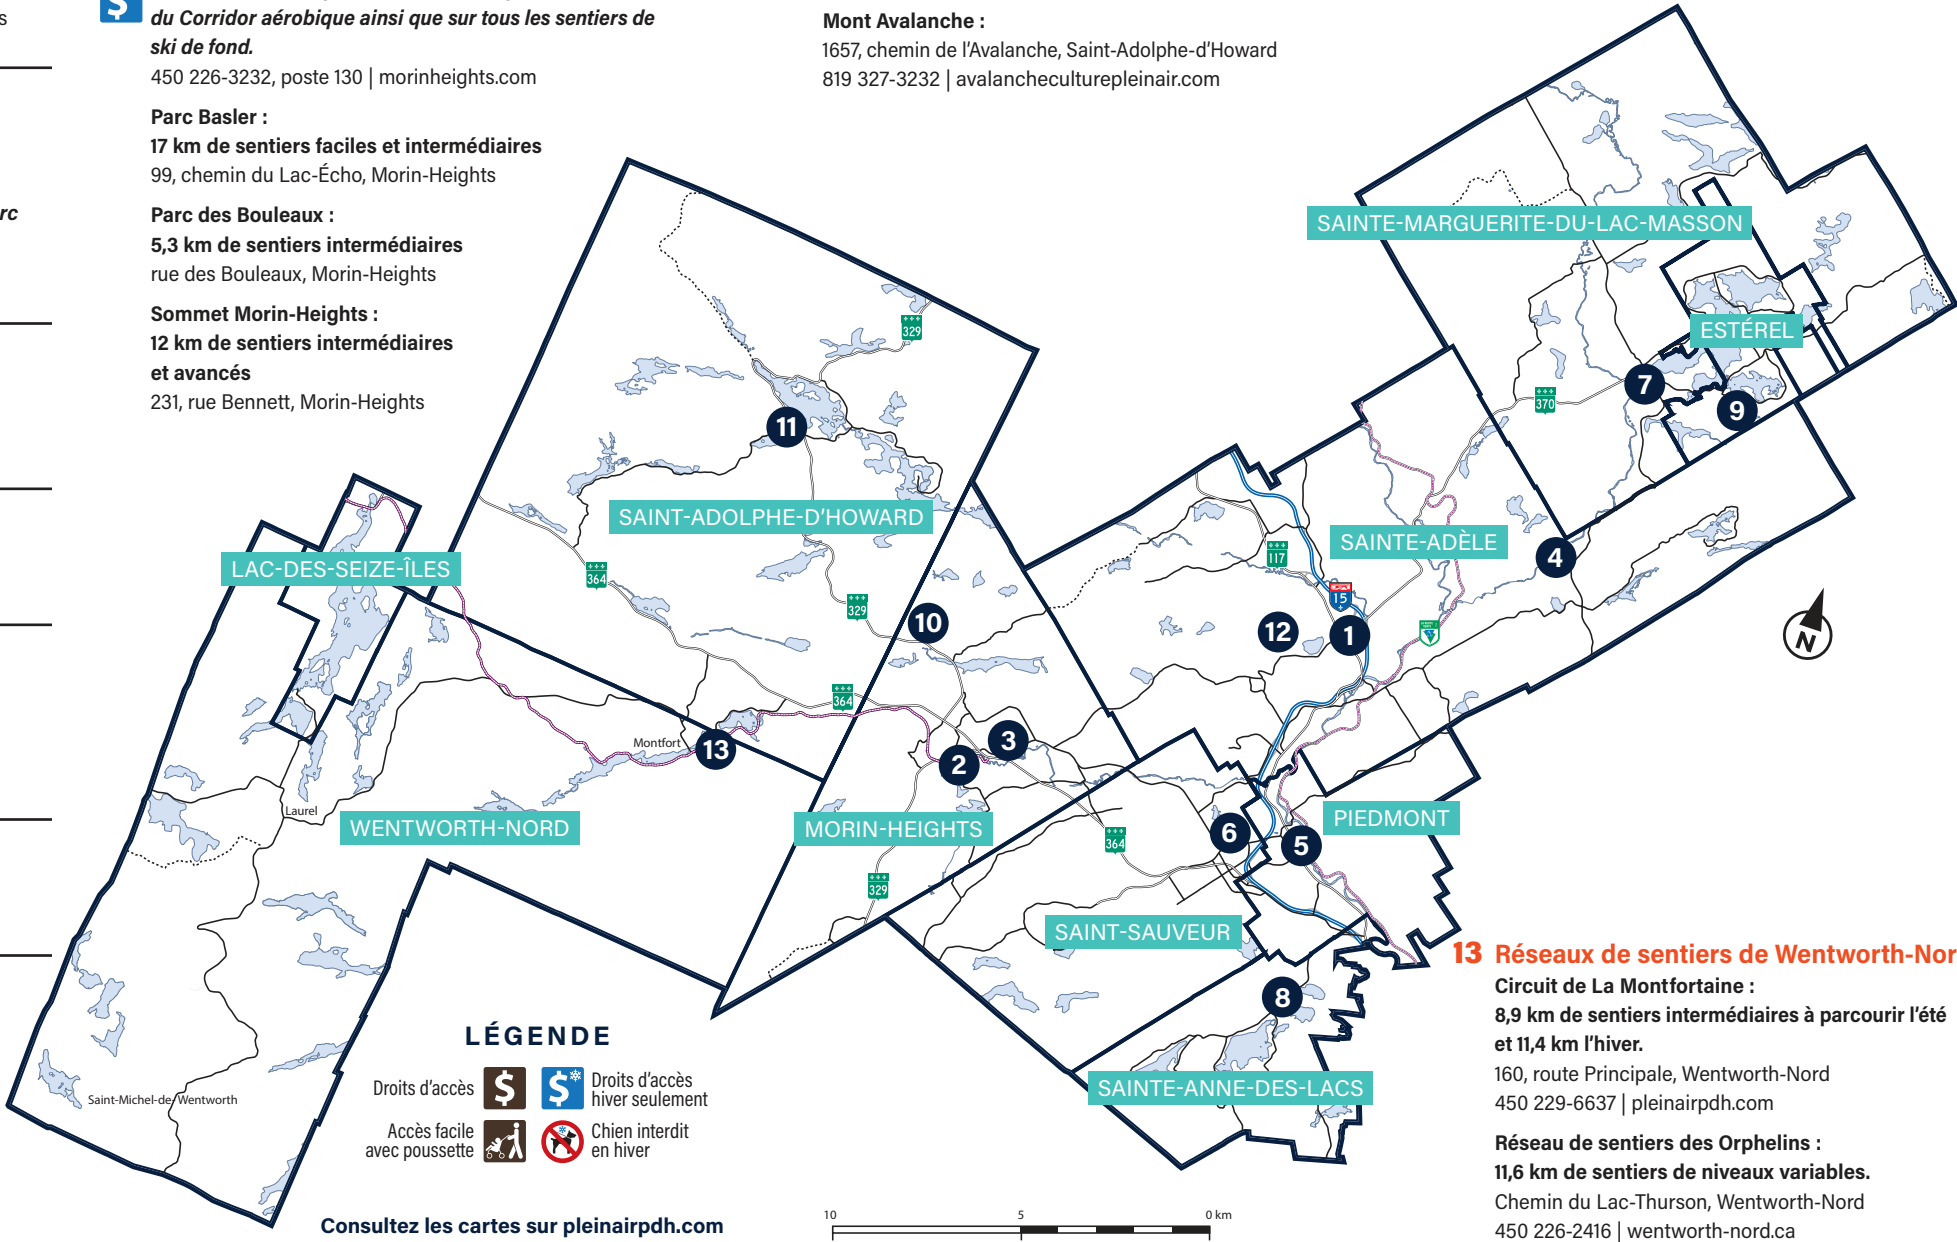 s
rc
$
du Corridor aérobique ainsi que sur tous les sentiers de
ski de fond.
450 226-3232, poste 130 | morinheights.com
Parc Basler :
17 km de sentiers faciles et intermédiaires
99, chemin du Lac-Écho, Morin-Heights
Parc des Bouleaux :
5,3 km de sentiers intermédiaires
rue des Bouleaux, Morin-Heights
Sommet Morin-Heights :
12 km de sentiers intermédiaires
et avancés
231, rue Bennett, Morin-Heights
Mont Avalanche :
1657, chemin de l'Avalanche, Saint-Adolphe-d'Howard
819 327-3232 | avalancheculturepleinair.com
SAINTE-MARGUERITE-DU-LAC-MASSON
329
ESTÉREL
7
370
9
11
SAINT-ADOLPHE-D'HOWARD
SAINTE-ADÈLE
117
4
LAC-DES-SEIZE-ÎLES
364
15
329
10
12
1
N
364
Montfort
13
3
2
Laurel
WENTWORTH-NORD
MORIN-HEIGHTS
PIEDMONT
364
6
5
329
SAINT-SAUVEUR
8
SAINTE-ANNE-DES-LACS
Saint-Michel-de-Wentworth
LÉGENDE
Droits d'accès
$
$
Droits d'accès
hiver seulement
Accès facile
avec poussette
Chien interdit
en hiver
Consultez les cartes sur pleinairpdh.com
10 5 0 km
13 Réseaux de sentiers de Wentworth-Nor
Circuit de La Montfortaine :
8,9 km de sentiers intermédiaires à parcourir l'été
et 11,4 km l'hiver.
160, route Principale, Wentworth-Nord
450 229-6637 | pleinairpdh.com
Réseau de sentiers des Orphelins :
11,6 km de sentiers de niveaux variables.
Chemin du Lac-Thurson, Wentworth-Nord
450 226-2416 | wentworth-nord.ca